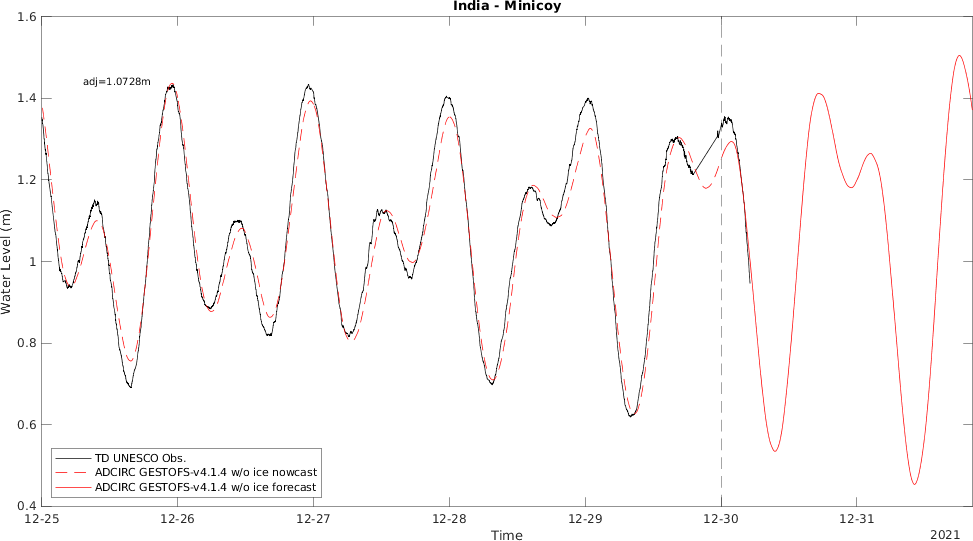 India - Minicoy
1.6
adj=1.0728m
1.4
1.2
1
0.8
0.6
0.4
Water Level (m)
TD UNESCO Obs.
ADCIRC GESTOFS-v4.1.4 w/o ice nowcast
ADCIRC GESTOFS-v4.1.4 w/o ice forecast
12-25 12-26 12-27 12-28 12-29 12-30 12-31
Time
2021